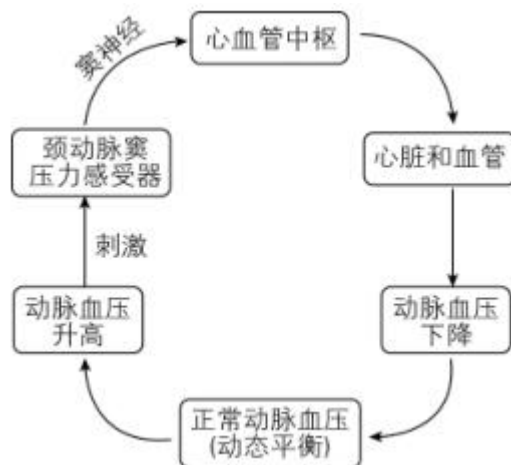 窦神经
心血管中枢
颈动脉窦
压力感受器
心脏和血管
刺激
动脉血压
升高
动脉血压
下降
正常动脉血压
(动态平衡)